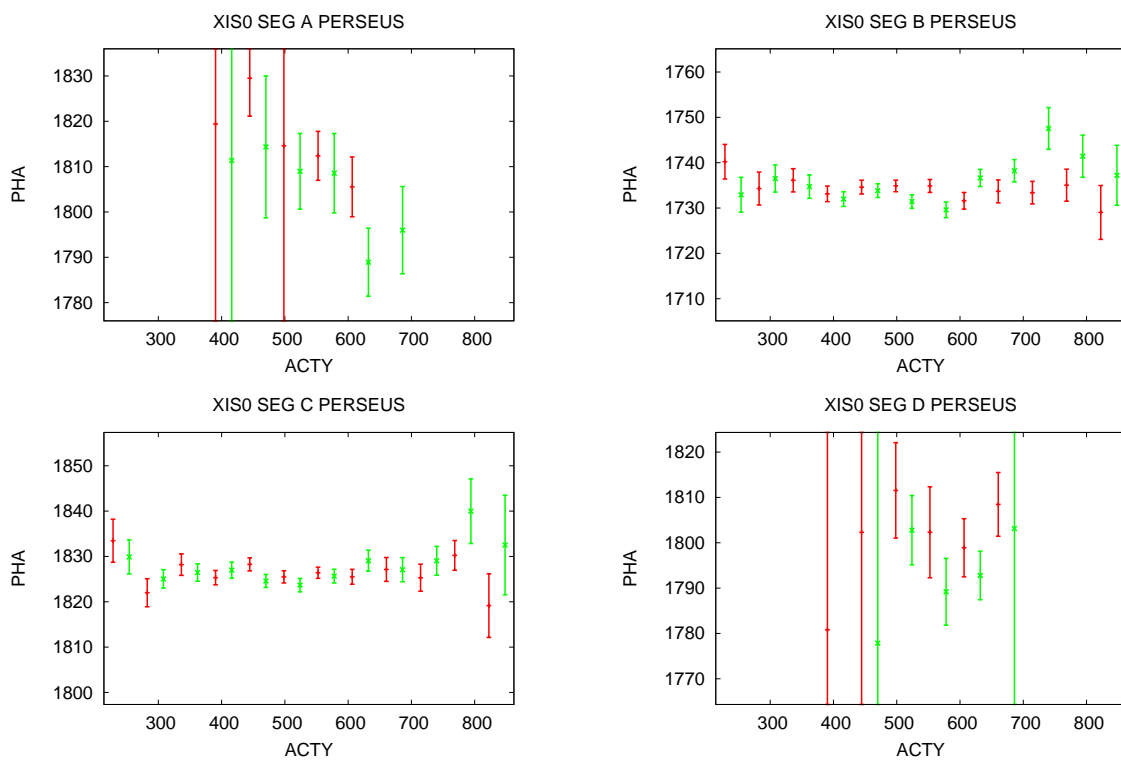 XIS0 SEG A PERSEUS
PHA
1830
1820
1810
1800
1790
1780
300 400 500 600 700 800
ACTY
XIS0 SEG B PERSEUS
PHA
1760
1750
1740
1730
1720
1710
300 400 500 600 700 800
ACTY
XIS0 SEG C PERSEUS
PHA
1850
1840
1830
1820
1810
1800
300 400 500 600 700 800
ACTY
XIS0 SEG D PERSEUS
PHA
1820
1810
1800
1790
1780
1770
300 400 500 600 700 800
ACTY